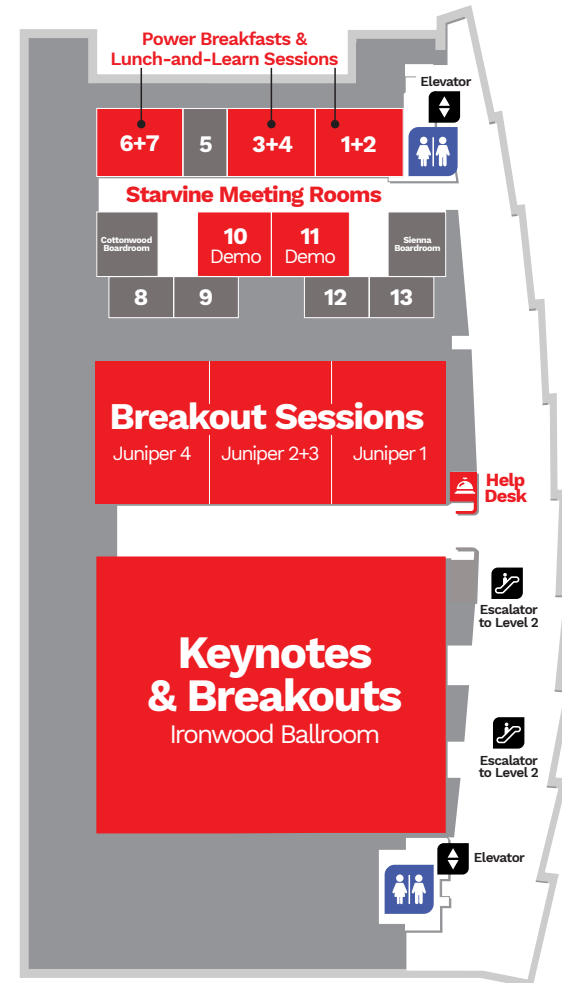 Power Breakfasts &
Lunch-and-Learn Sessions
Elevator
6+7
5
3+4
1+2
Starvine Meeting Rooms
Cottonwood
Boardroom
10
Demo
11
Demo
Sienna
Boardroom
8
9
12
13
Breakout Sessions
Juniper 4
Juniper 2+3
Juniper 1
Help
Desk
Escalator
to Level 2
Keynotes
& Breakouts
Ironwood Ballroom
Escalator
to Level 2
Elevator